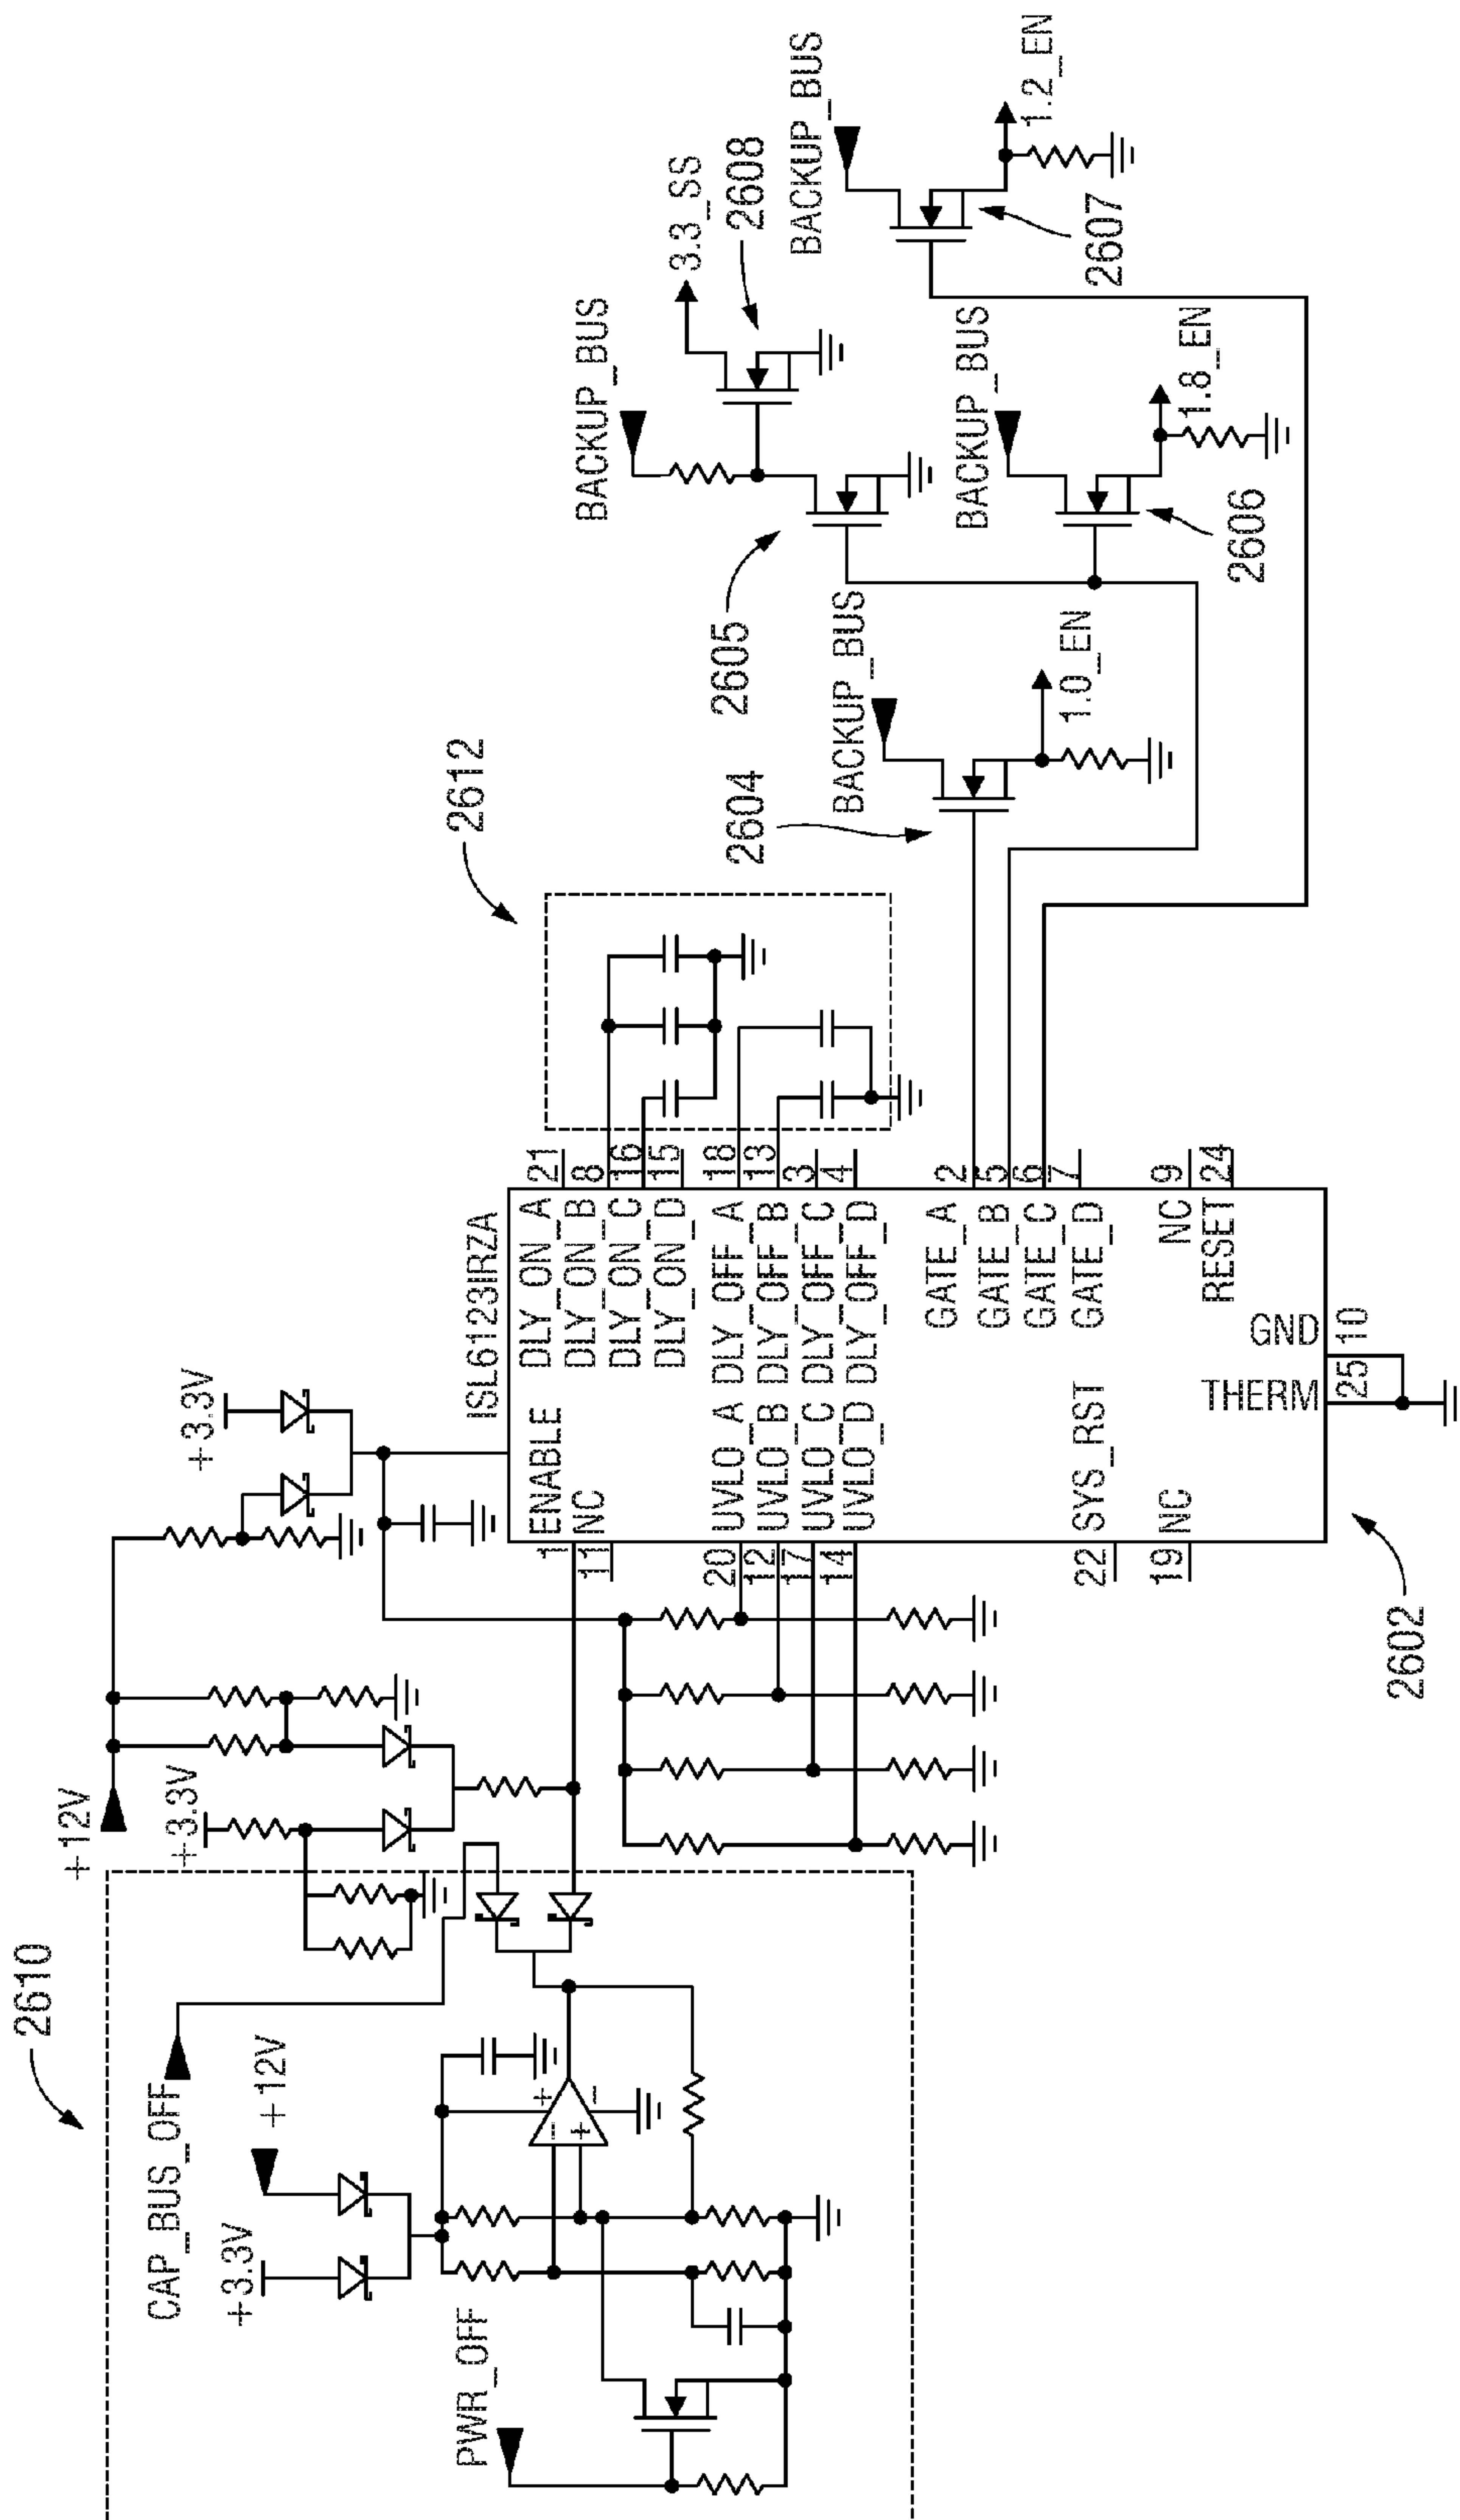 2610
CAP_BUS_OFF
+3.3V
+12V
PWR_OFF
+12V
+3.3V
+3.3V
ISL6123IRZA
1
ENABLE
11
NC
20
UVLO_A
12
UVLO_B
17
UVLO_C
14
UVLO_D
22
SYS_RST
19
NC
DLY_ON_A
21
DLY_ON_B
8
DLY_ON_C
16
DLY_ON_D
15
DLY_OFF_A
18
DLY_OFF_B
13
DLY_OFF_C
3
DLY_OFF_D
4
GATE_A
2
GATE_B
5
GATE_C
6
GATE_D
7
NC
9
RESET
24
THERM
25
GND
10
2602
2612
2604
BACKUP_BUS
1.0_EN
2605
BACKUP_BUS
3.3_SS
2608
BACKUP_BUS
1.8_EN
2606
BACKUP_BUS
1.2_EN
2607